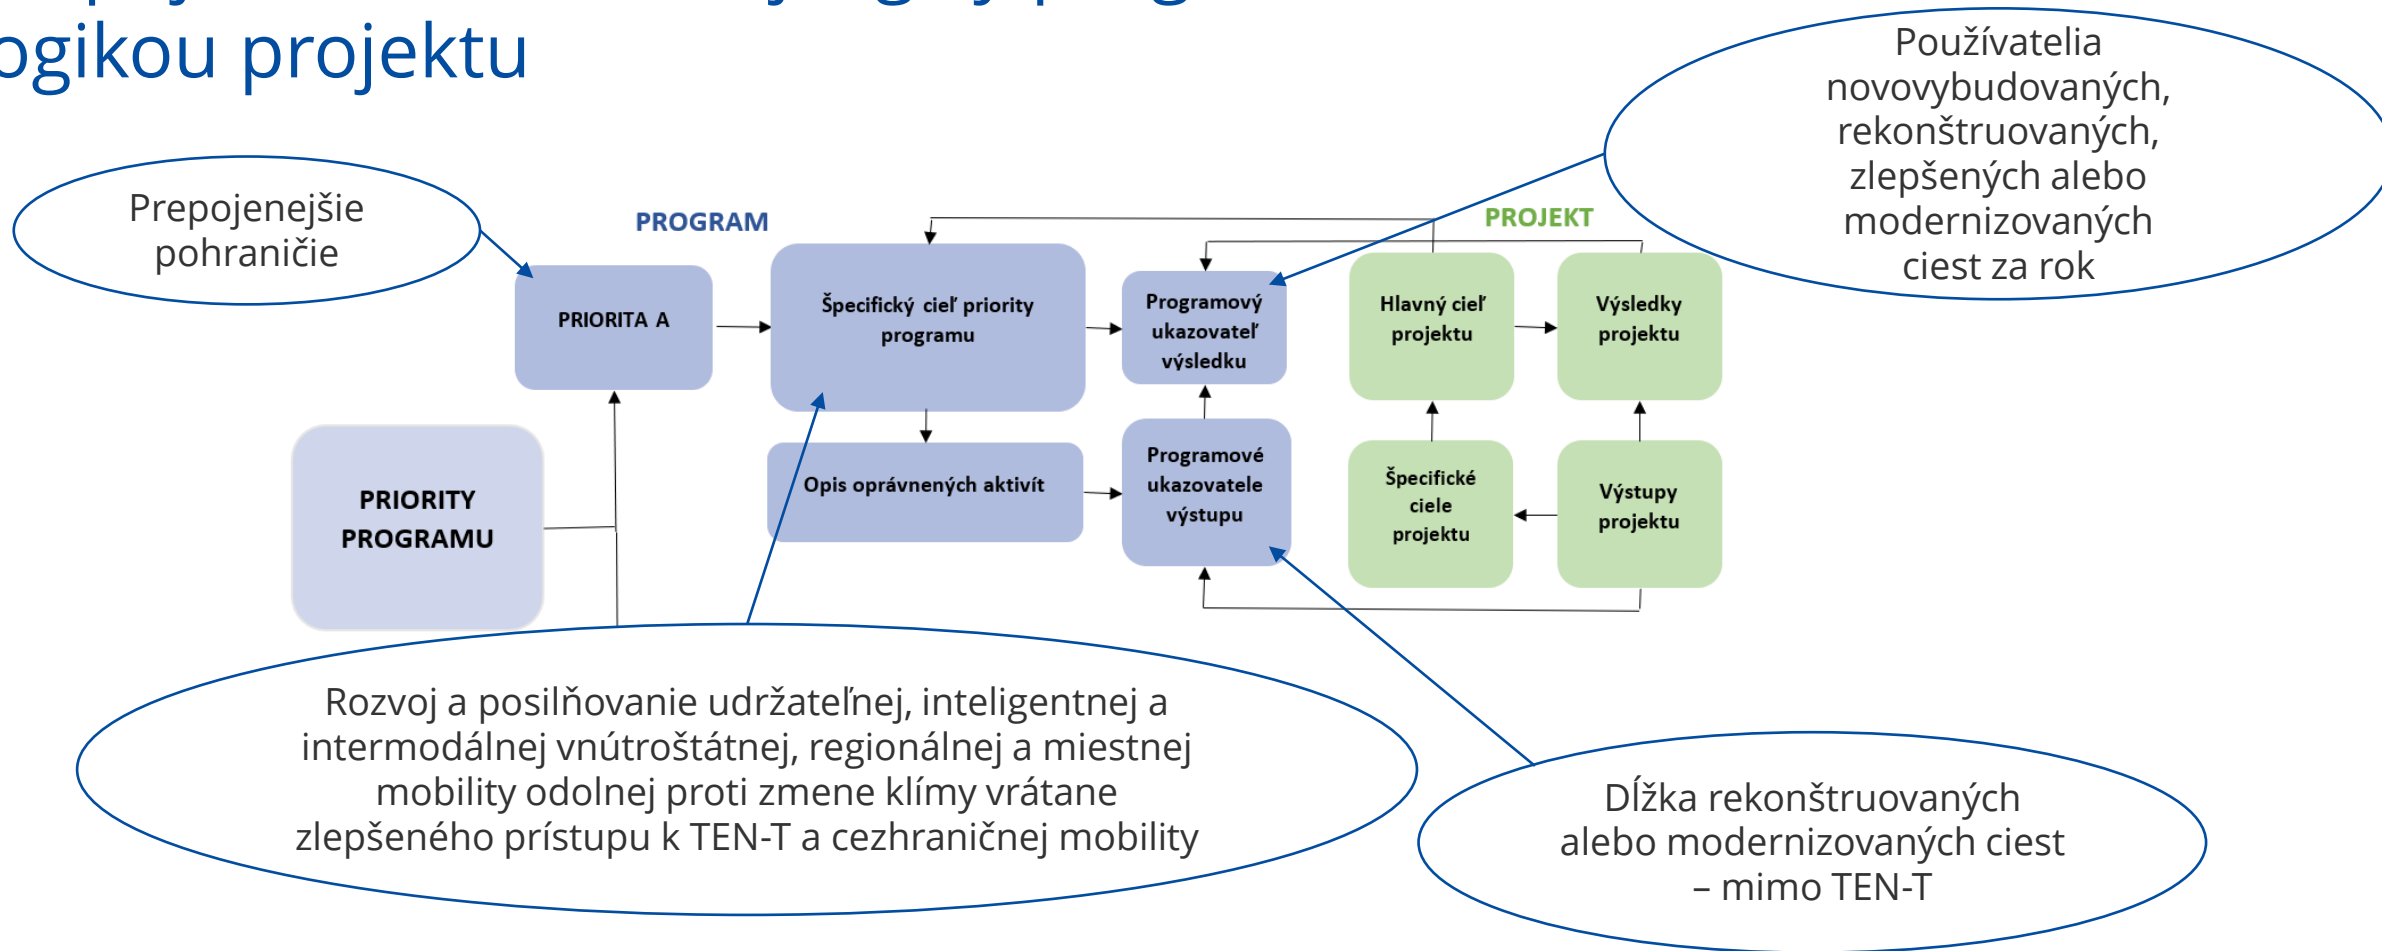 ogikou projektu
Používatelia
novovybudovaných,
rekonštruovaných,
zlepšených alebo
modernizovaných
ciest za rok
Prepojenejšie
pohraničie
PROGRAM
PROJEKT
PRIORITA A
Špecifický cieľ priority
programu
Programový
ukazovateľ
výsledku
Hlavný cieľ
projektu
Výsledky
projektu
PRIORITY
PROGRAMU
Opis oprávnených aktivít
Programové
ukazovatele
výstupu
Špecifické
ciele
projektu
Výstupy
projektu
Rozvoj a posilňovanie udržateľnej, inteligentnej a
intermodálnej vnútroštátnej, regionálnej a miestnej
mobility odolnej proti zmene klímy vrátane
zlepšeného prístupu k TEN-T a cezhraničnej mobility
Dĺžka rekonštruovaných
alebo modernizovaných ciest
– mimo TEN-T